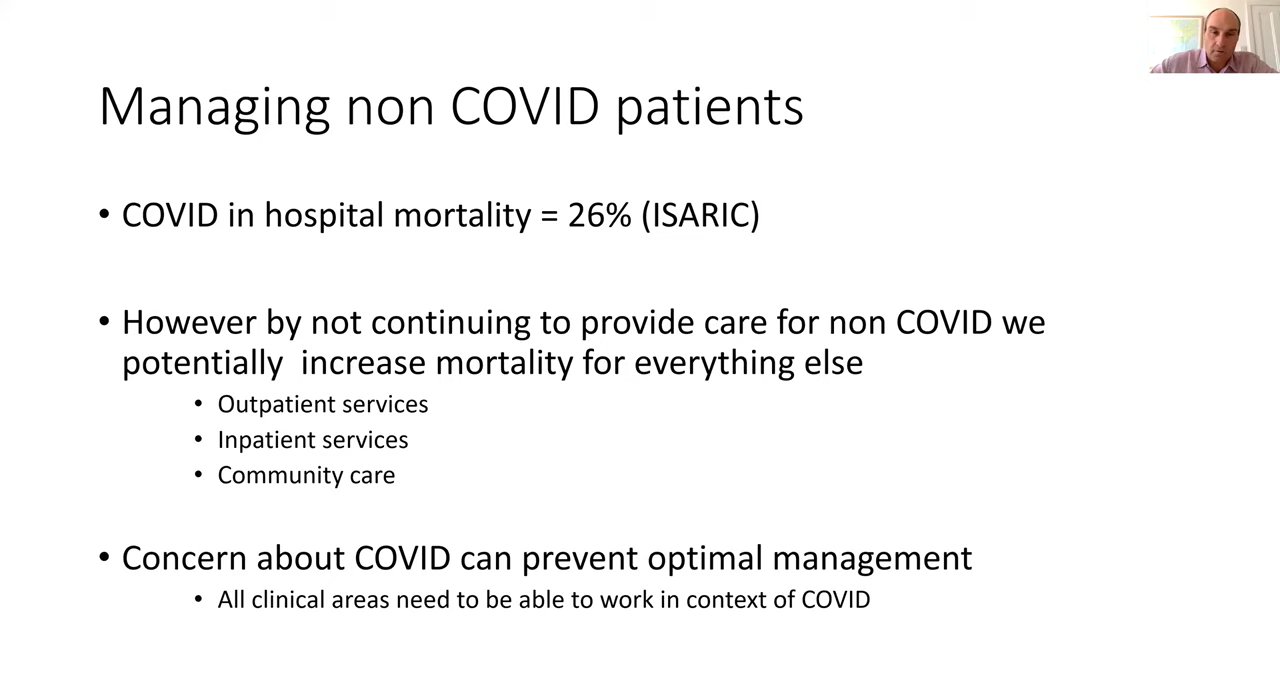 Managing non COVID patients
• COVID in hospital mortality = 26% (ISARIC)
• However by not continuing to provide care for non COVID we
potentially  increase mortality for everything else
• Outpatient services
• Inpatient services
• Community care
• Concern about COVID can prevent optimal management
• All clinical areas need to be able to work in context of COVID